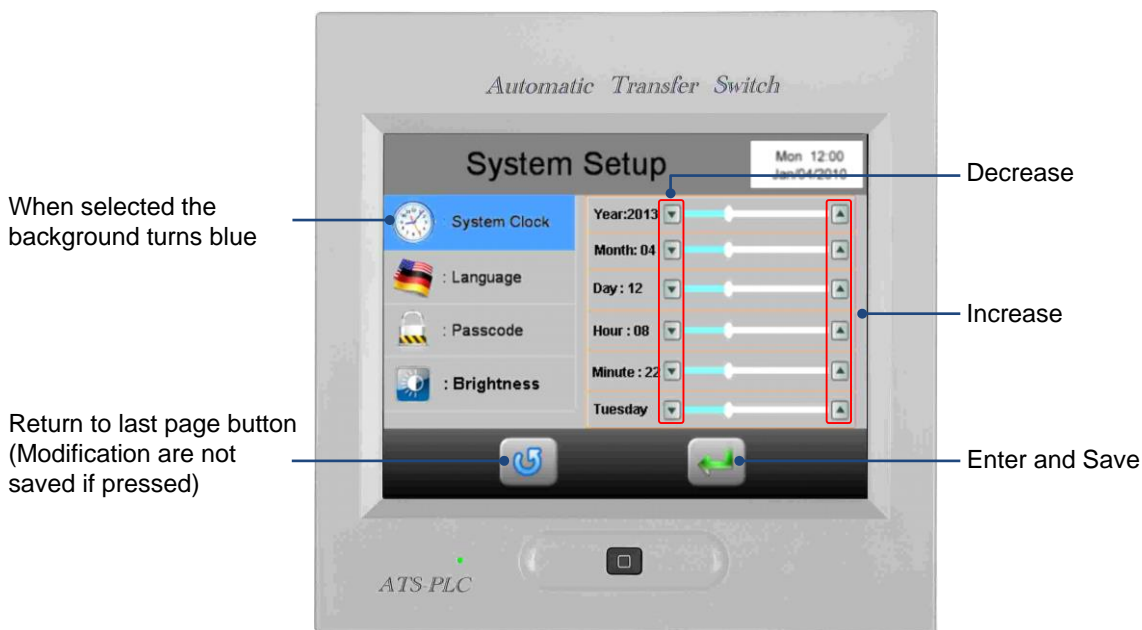 Automatic Transfer Switch
System Setup
Mon 12:00
Jan/04/2010
Decrease
When selected the
background turns blue
: System Clock
: Language
: Passcode
: Brightness
Year:2013
Month: 04
Day : 12
Hour : 08
Minute : 22
Tuesday
Increase
Return to last page button
(Modification are not
saved if pressed)
Enter and Save
ATS-PLC